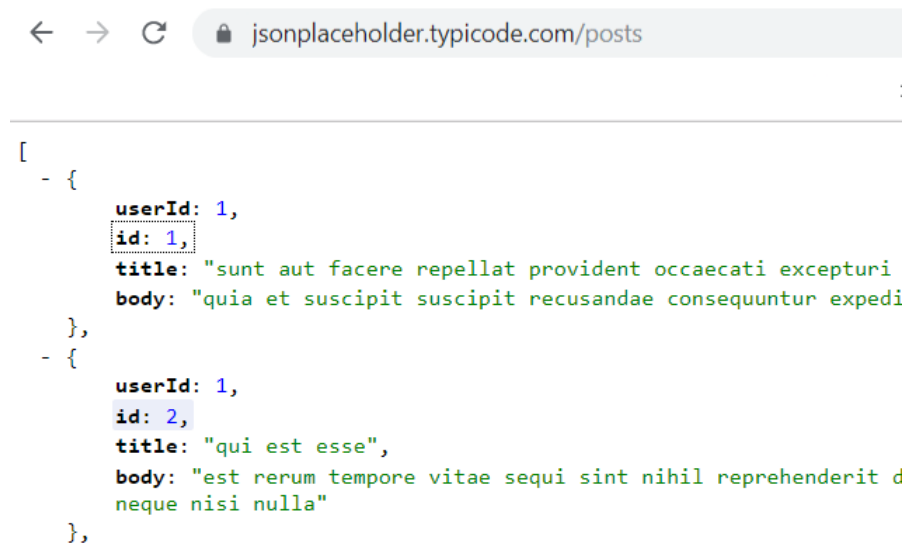 jsonplaceholder.typicode.com/posts
[
- {
userId: 1,
id: 1,
title: "sunt aut facere repellat provident occaecati excepturi
body: "quia et suscipit suscipit recusandae consequuntur expedi
},
- {
userId: 1,
id: 2,
title: "qui est esse",
body: "est rerum tempore vitae sequi sint nihil reprehenderit d
neque nisi nulla"
},